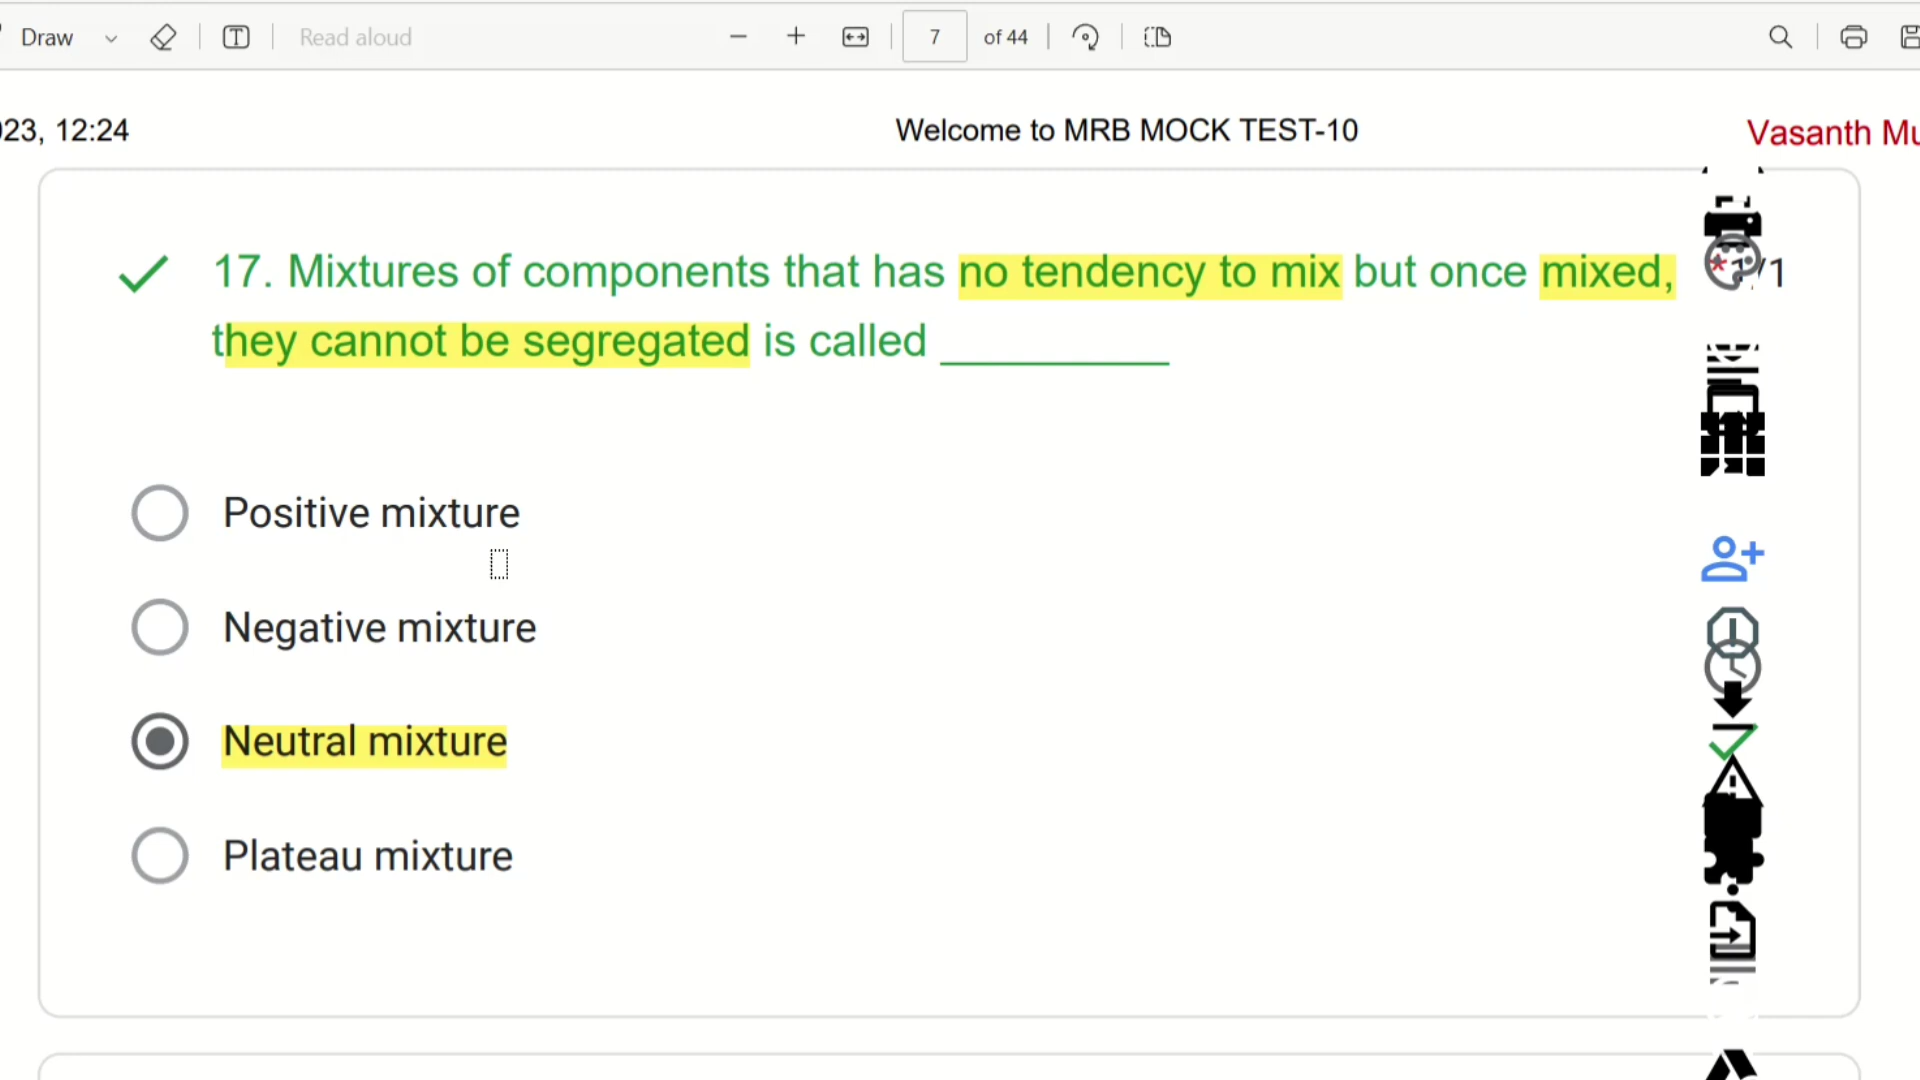 Draw
Read aloud
7 of 44
023, 12:24
Welcome to MRB MOCK TEST-10
Vasanth Mu
17. Mixtures of components that has no tendency to mix but once mixed,
they cannot be segregated is called __________
Positive mixture
Negative mixture
Neutral mixture
Plateau mixture